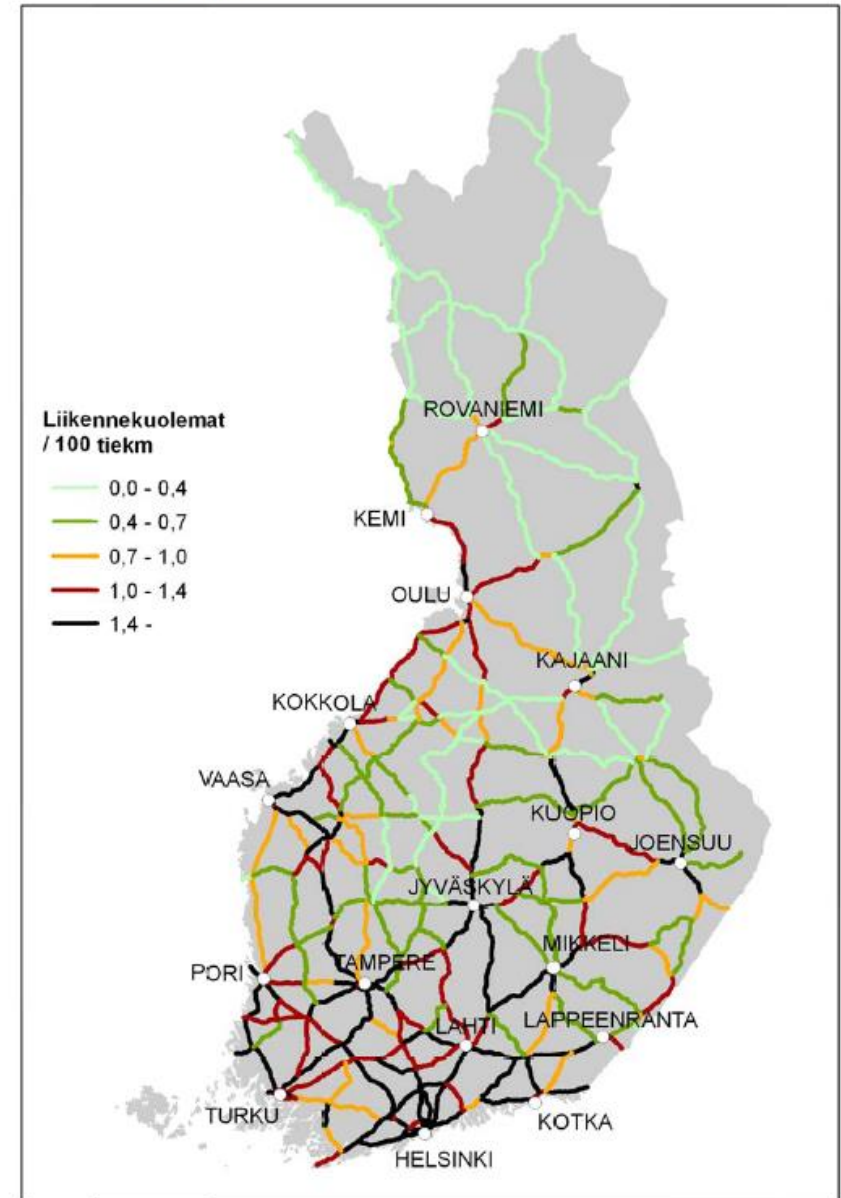 ROVANIEMI
Liikennekuolemat
/ 100 tiekm
0,0 - 0,4
0,4 - 0,7
0,7 - 1,0
1,0 - 1,4
1,4 -
KEMI
OULU
KAJAANI
KOKKOLA
VAASA
KUOPIO
JOENSUU
JYVÄSKYLÄ
MIKKELI
PORI
TAMPERE
LAPPEENRANTA
LAHTI
TURKU
KOTKA
HELSINKI